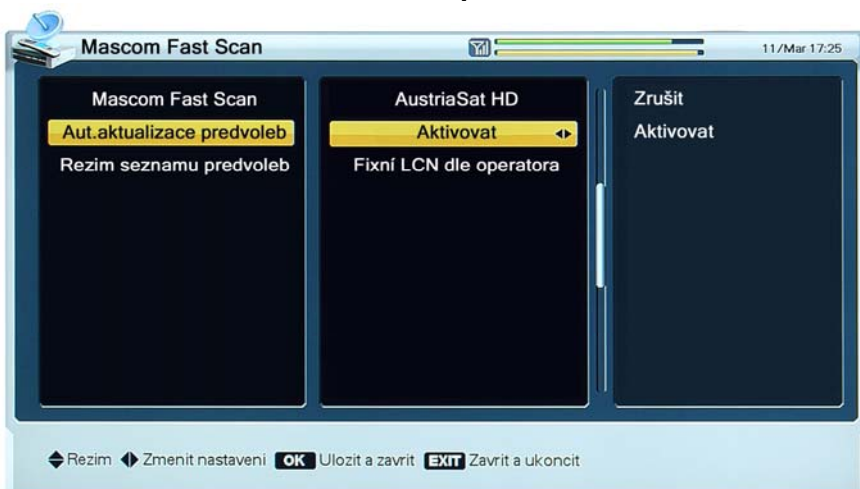 Mascom Fast Scan
11/Mar 17:25
Mascom Fast Scan
Aut.aktualizace predvoleb
Rezim seznamu predvoleb
AustriaSat HD
Aktivovat
Fixní LCN dle operatora
Zrušit
Aktivovat
Rezim Zmenit nastaveni OK Ulozit a zavrit EXIT Zavrit a ukoncit